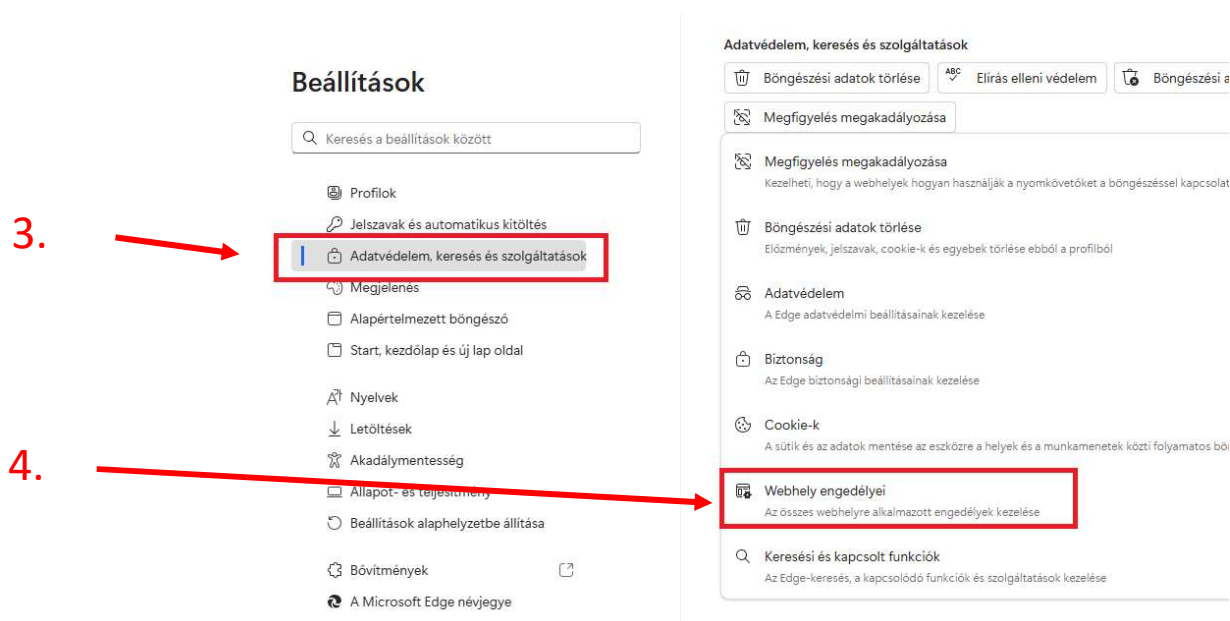 Beállítások
Keresés a beállítások között
Profilok
3.
Jelszavak és automatikus kitöltés
Adatvédelem, keresés és szolgáltatások
Megjelenés
Alapértelmezett böngésző
Start, kezdőlap és új lap oldal
Nyelvek
Letöltések
4.
Akadálymentesség
Állapot- és teljesítmény
Beállítások alaphelyzetbe állítása
Bővítmények
A Microsoft Edge névjegye
Adatvédelem, keresés és szolgáltatások
Böngészési adatok törlése
ABC Elírás elleni védelem
Böngészési
Megfigyelés megakadályozása
Megfigyelés megakadályozása
Kezelheti, hogy a webhelyek hogyan használják a nyomkövetőket a böngészéssel
Böngészési adatok törlése
Előzmények, jelszavak, cookie-k és egyebek törlése ebből a profilból
Adatvédelem
A Edge adatvédelmi beállításainak kezelése
Biztonság
Az Edge biztonsági beállításainak kezelése
Cookie-k
A sütik és az adatok mentése az eszközre a helyek és a munkamenetek közti folyamatos
Webhely engedélyei
Az összes webhelyre alkalmazott engedélyek kezelése
Keresési és kapcsolt funkciók
Az Edge-keresés, a kapcsolódó funkciók és szolgáltatások kezelése